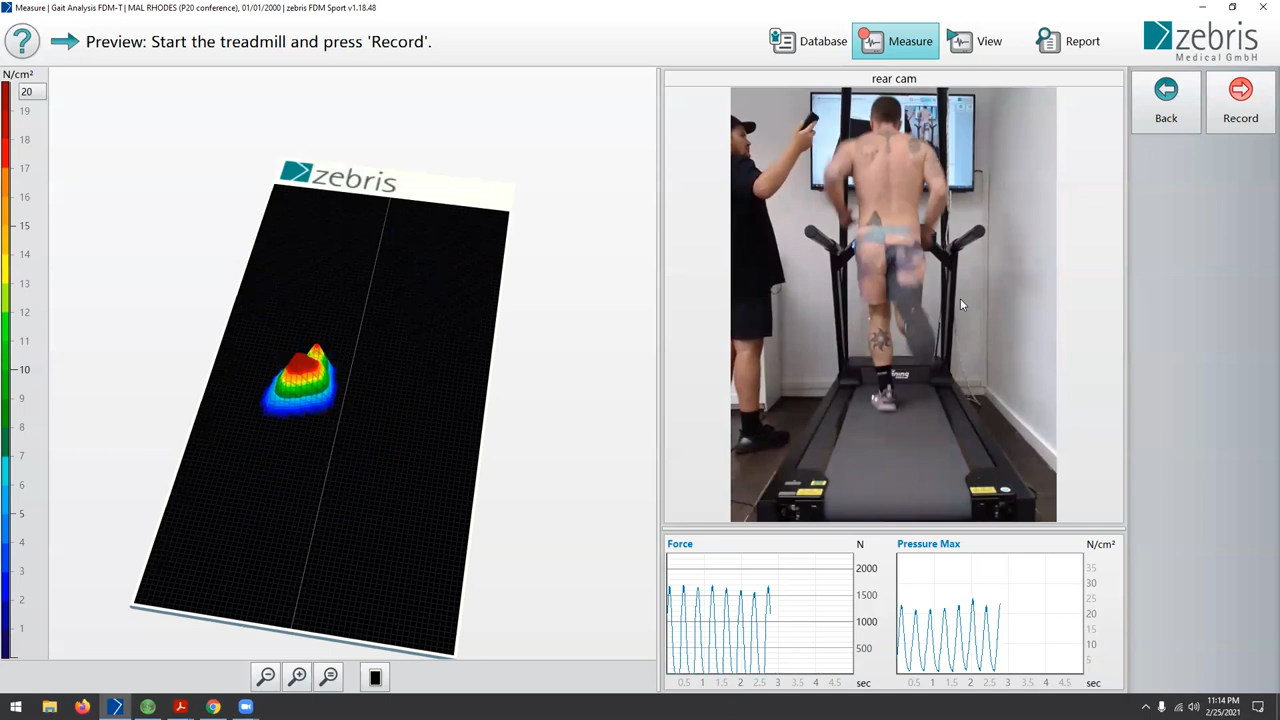 Measure | Gait Analysis FDM-T | MAL RHODES (P20 conference), 01/01/2000 | zebris FDM Sport v1.18.48
? Preview: Start the treadmill and press 'Record'.
Database Measure View Report
zebris
Medical GmbH
Back Record
N/cm²
20
19
18
17
16
15
14
13
12
11
10
9
8
7
6
5
4
3
2
1
zebris
rear cam
Force N
2000
1500
1000
500
0.5 1 1.5 2 2.5 3 3.5 4 4.5 sec
Pressure Max N/cm²
35
30
25
20
15
10
5
0.5 1 1.5 2 2.5 3 3.5 4 4.5 sec
11:14 PM
2/25/2021